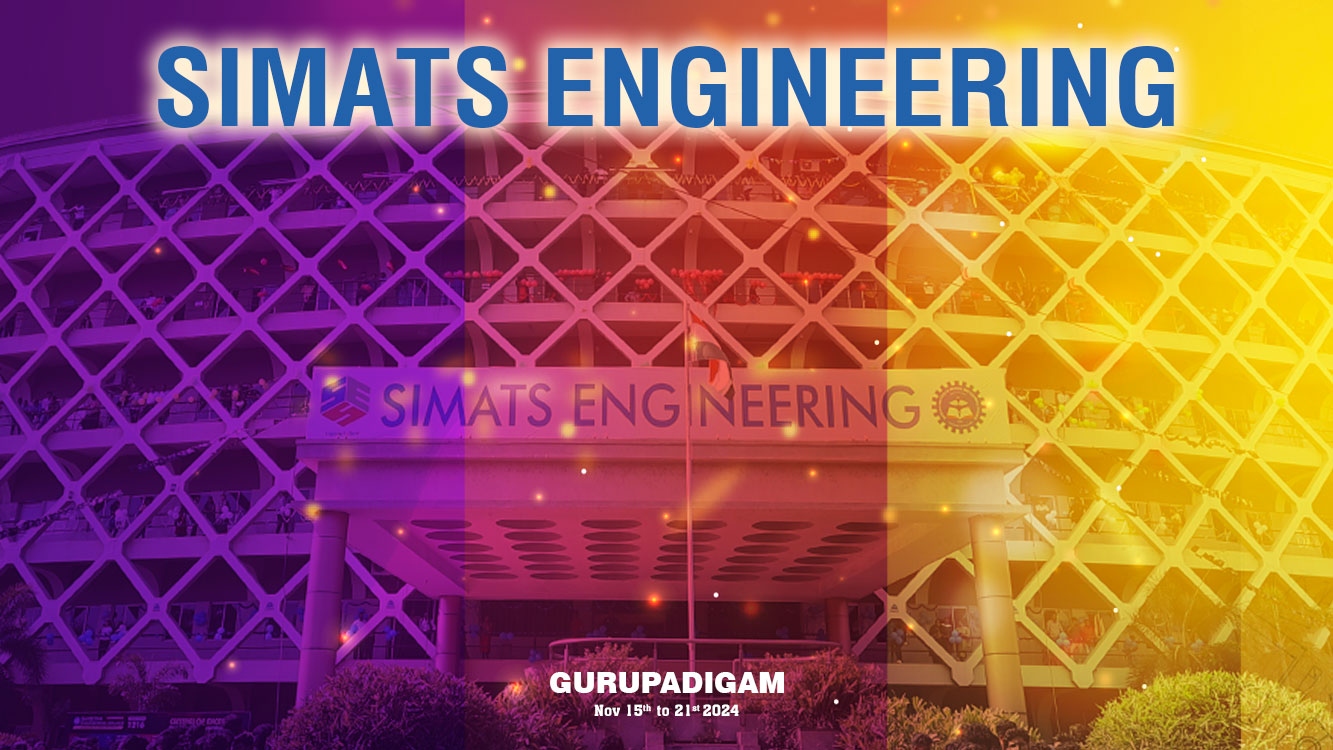 SIMATS ENGINEERING
SIMATS ENGINEERING
GURUPADIGAM
Nov 15th to 21st 2024